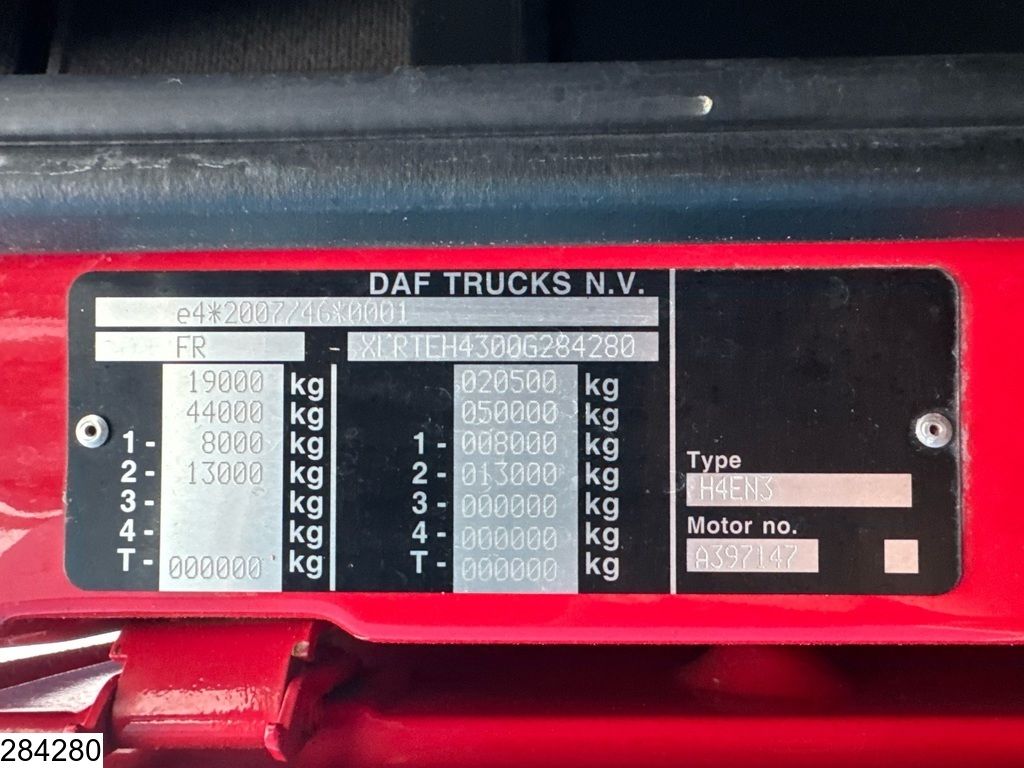 DAF TRUCKS N.V.
e4*2007/46*0001
FR - XLRTEH4300G284280
19000 kg 020500 kg
44000 kg 050000 kg
1- 8000 kg 1- 008000 kg
2- 13000 kg 2- 013000 kg
3- kg 3- 000000 kg
4- kg 4- 000000 kg
T- 000000 kg T- 000000 kg
Type
H4EN3
Motor no.
A397147
284280